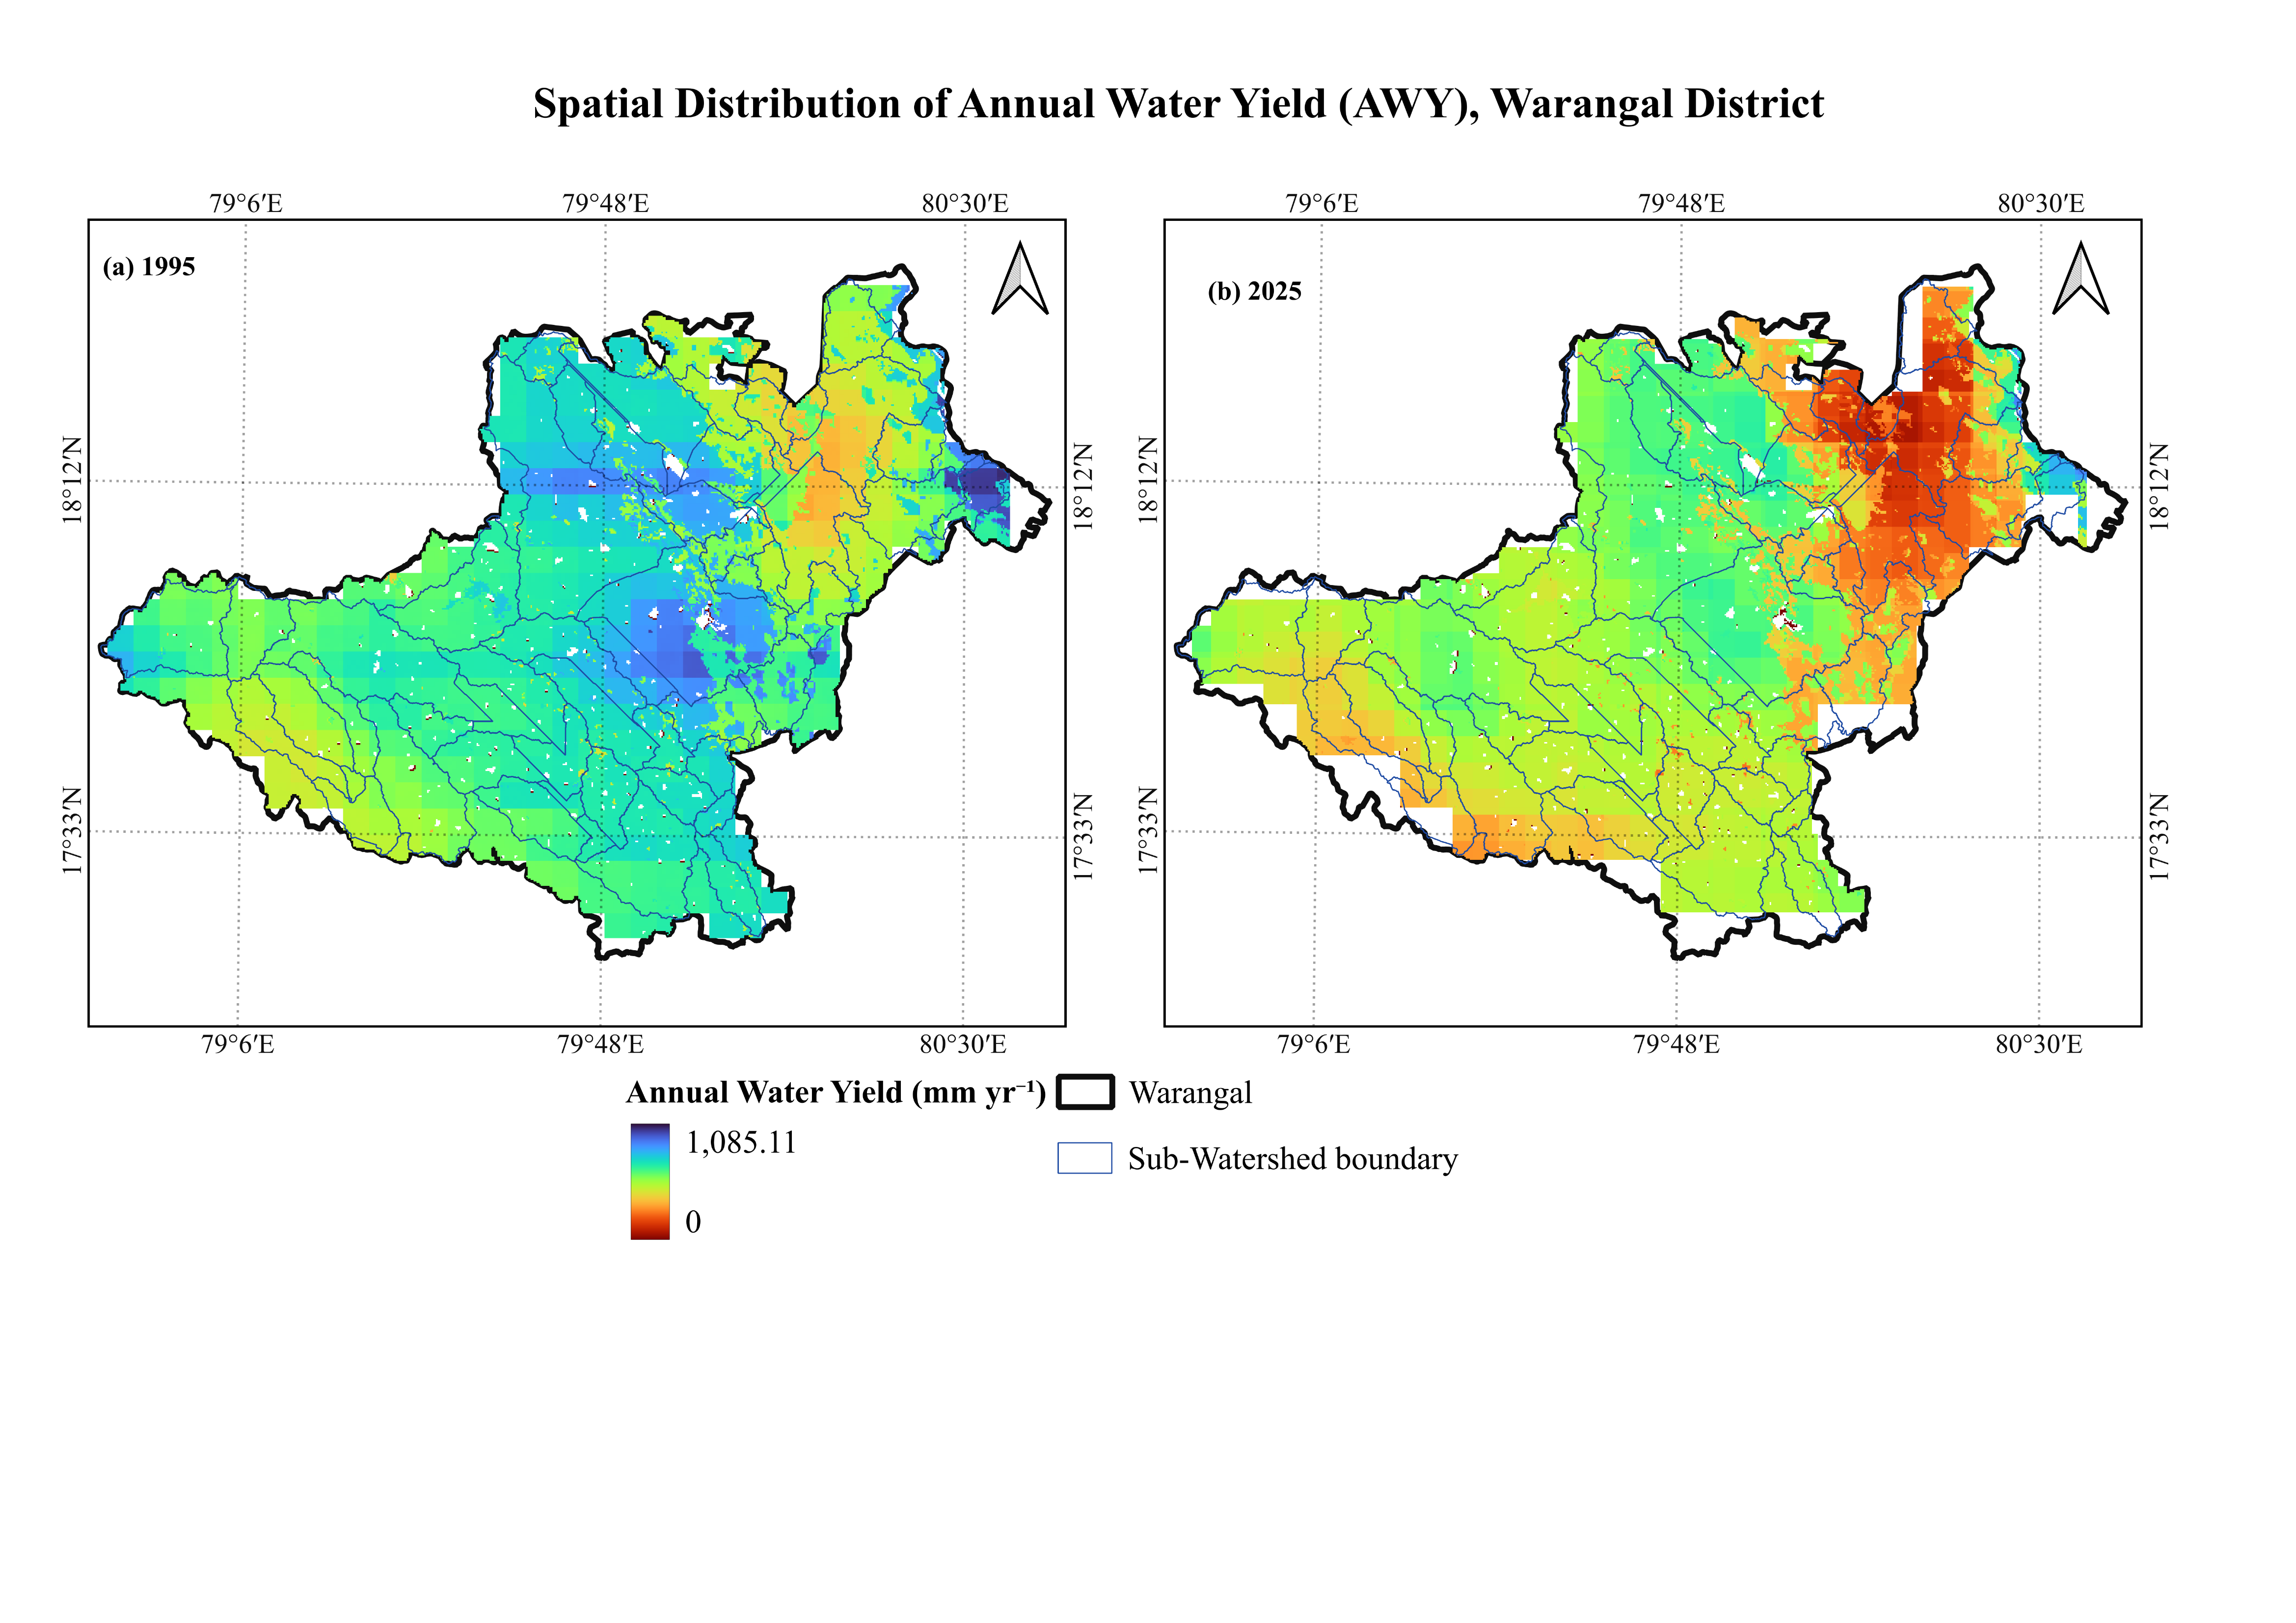 Spatial Distribution of Annual Water Yield (AWY), Warangal District
79°6′E 79°48′E 80°30′E 79°6′E 79°48′E 80°30′E
(a) 1995
(b) 2025
18°12′N 18°12′N 18°12′N 18°12′N
17°33′N 17°33′N 17°33′N 17°33′N
79°6′E 79°48′E 80°30′E 79°6′E 79°48′E 80°30′E
Annual Water Yield (mm yr⁻¹) Warangal
1,085.11
Sub-Watershed boundary
0